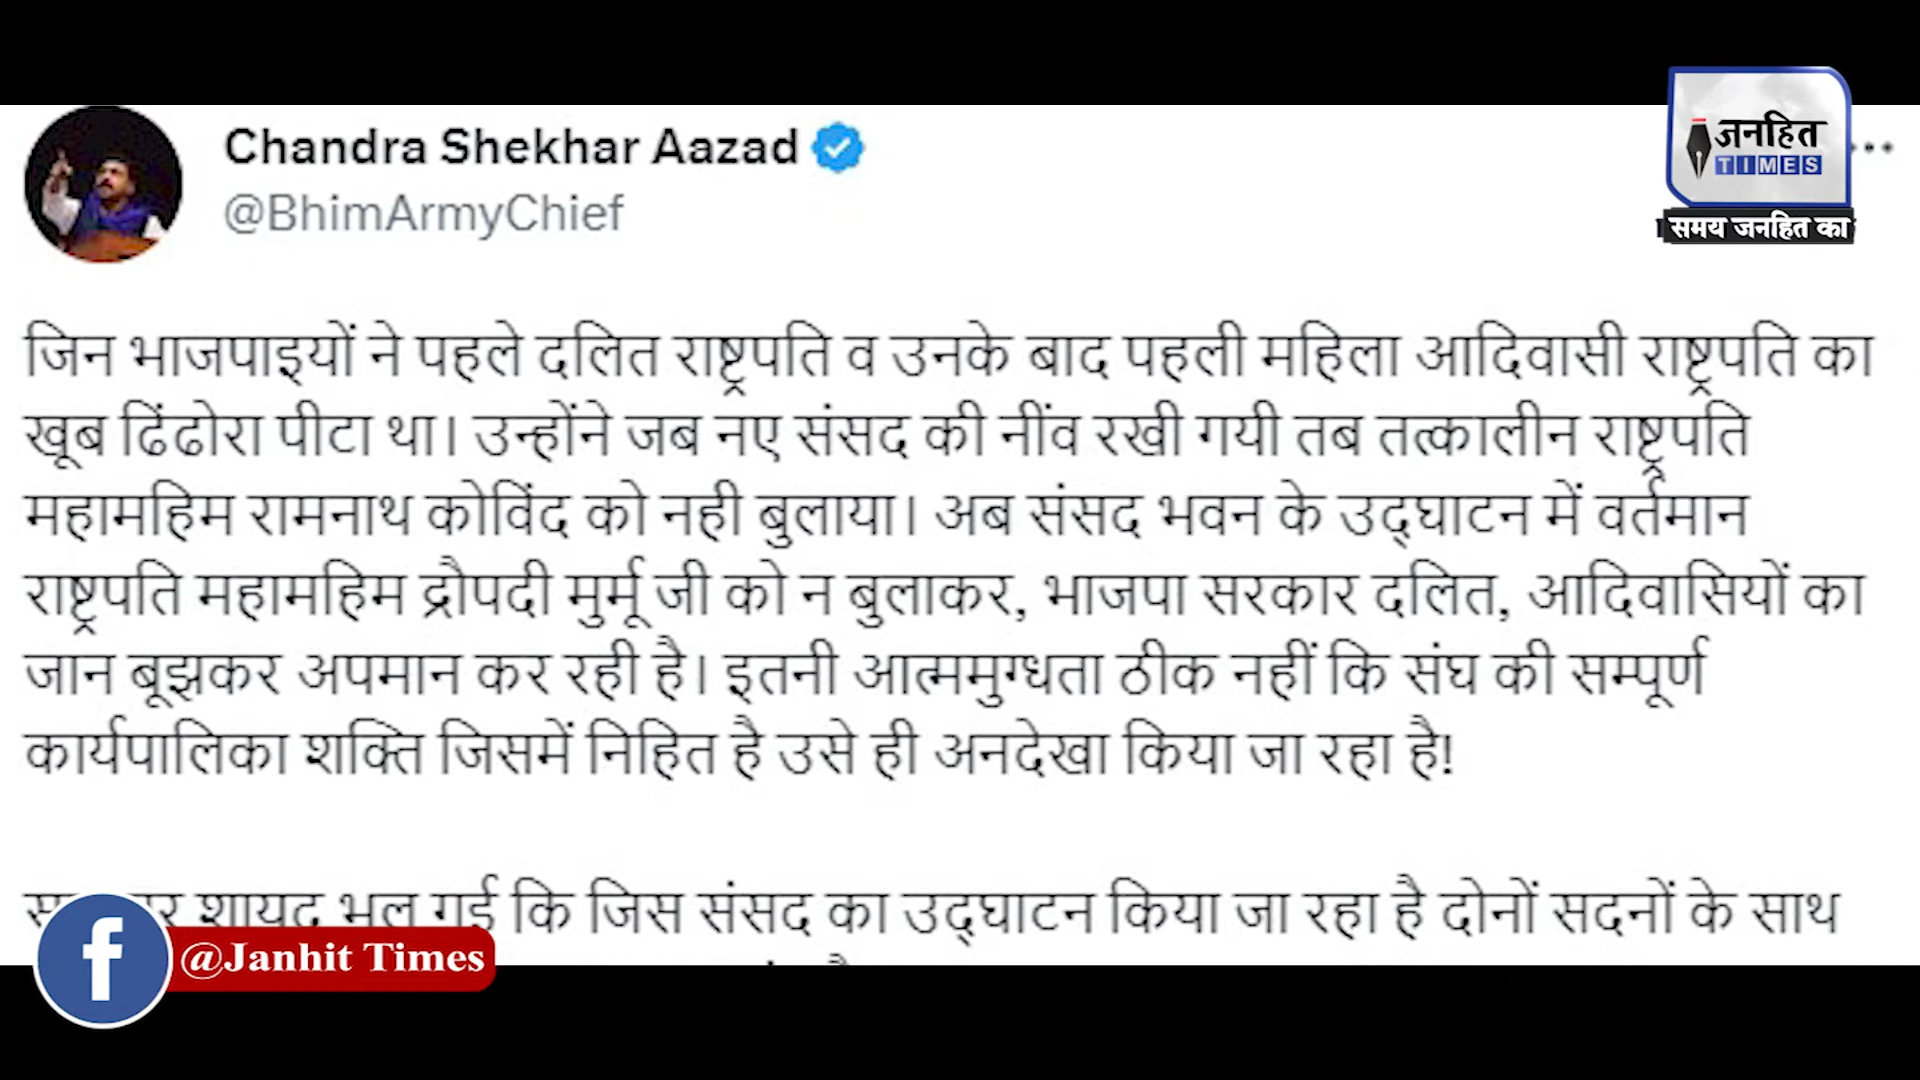 Chandra Shekhar Aazad
@BhimArmyChief
जनहित
TIMES
समय जनहित का
जिन भाजपाइयों ने पहले दलित राष्ट्रपति व उनके बाद पहली महिला आदिवासी राष्ट्रपति का
खूब ढिंढोरा पीटा था। उन्होंने जब नए संसद की नींव रखी गयी तब तत्कालीन राष्ट्रपति
महामहिम रामनाथ कोविंद को नही बुलाया। अब संसद भवन के उद्घाटन में वर्तमान
राष्ट्रपति महामहिम द्रौपदी मुर्मू जी को न बुलाकर, भाजपा सरकार दलित, आदिवासियों का
जान बूझकर अपमान कर रही है। इतनी आत्ममुग्धता ठीक नहीं कि संघ की सम्पूर्ण
कार्यपालिका शक्ति जिसमें निहित है उसे ही अनदेखा किया जा रहा है!
शायद भूल गई कि जिस संसद का उद्घाटन किया जा रहा है दोनों सदनों के साथ
@Janhit Times